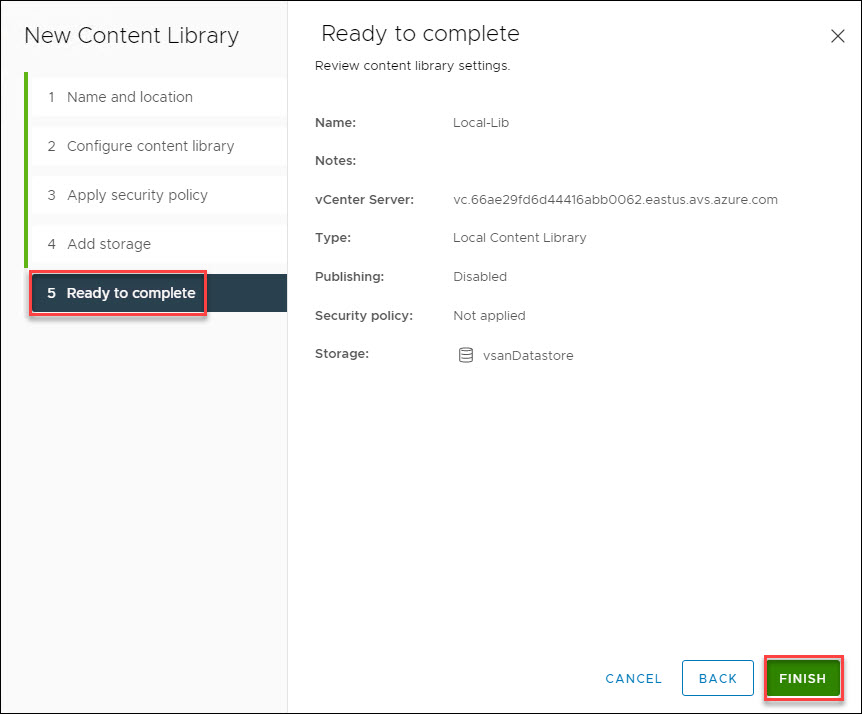 New Content Library
1 Name and location
2 Configure content library
3 Apply security policy
4 Add storage
5 Ready to complete
Ready to complete
Review content library settings.
Name: Local-Lib
Notes:
vCenter Server: vc.66ae29fd6d44416abb0062.eastus.avs.azure.com
Type: Local Content Library
Publishing: Disabled
Security policy: Not applied
Storage: vsanDatastore
CANCEL BACK FINISH